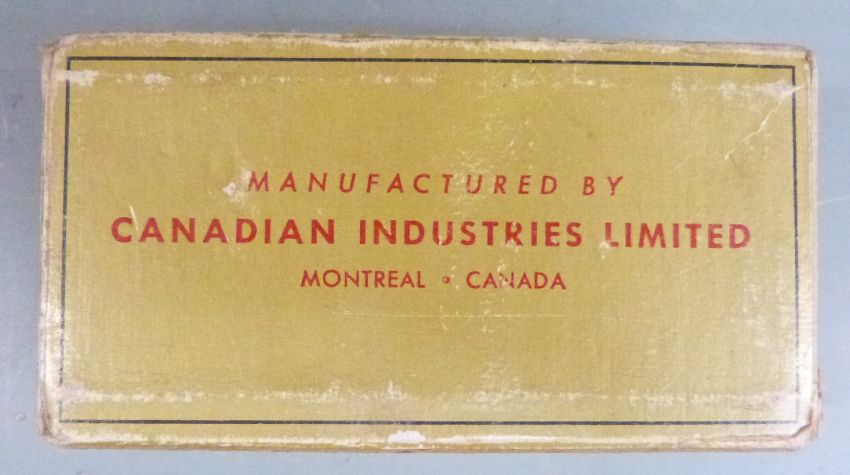 MANUFACTURED BY
CANADIAN INDUSTRIES LIMITED
MONTREAL • CANADA